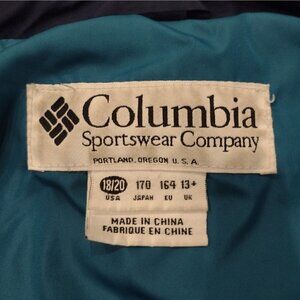 Columbia
Sportswear Company
PORTLAND, OREGON U.S.A.
18/20 170 164 13+
USA JAPAN EU UK
MADE IN CHINA
FABRIQUE EN CHINE